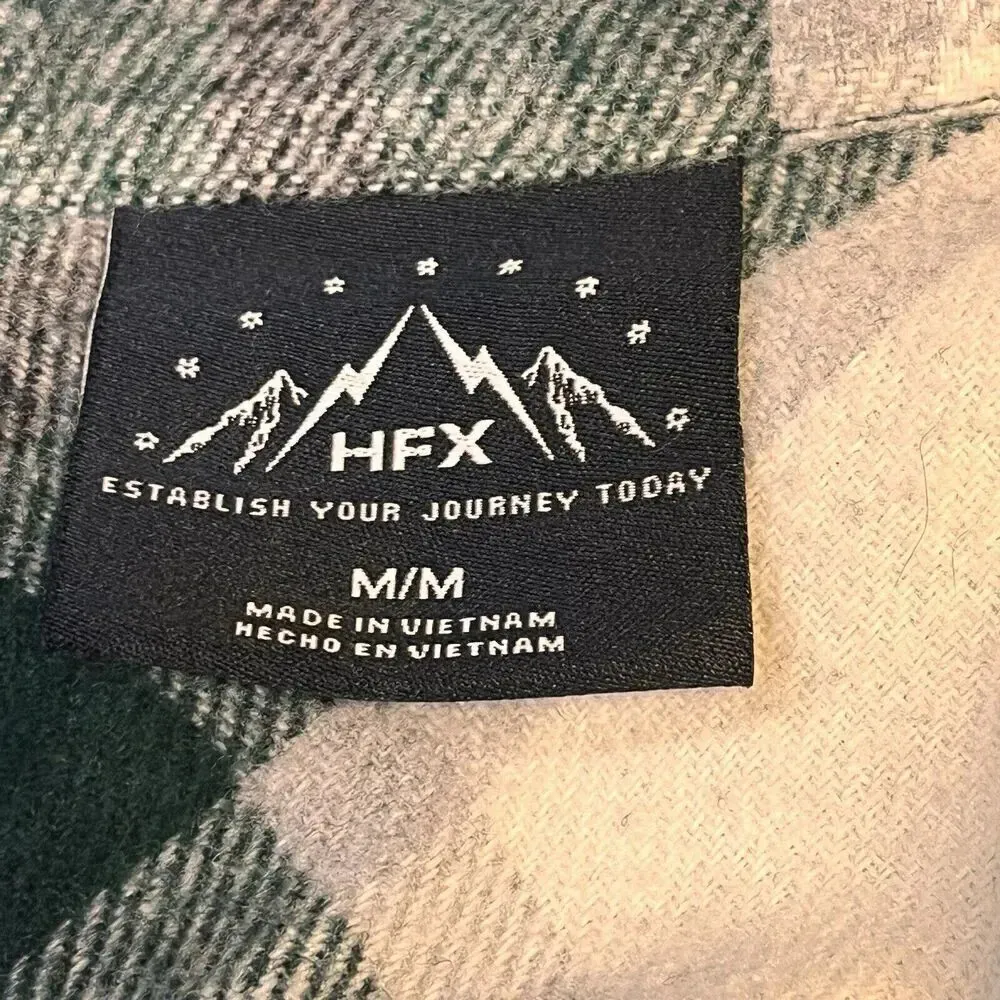 HFX
ESTABLISH YOUR JOURNEY TODAY
M/M
MADE IN VIETNAM
HECHO EN VIETNAM